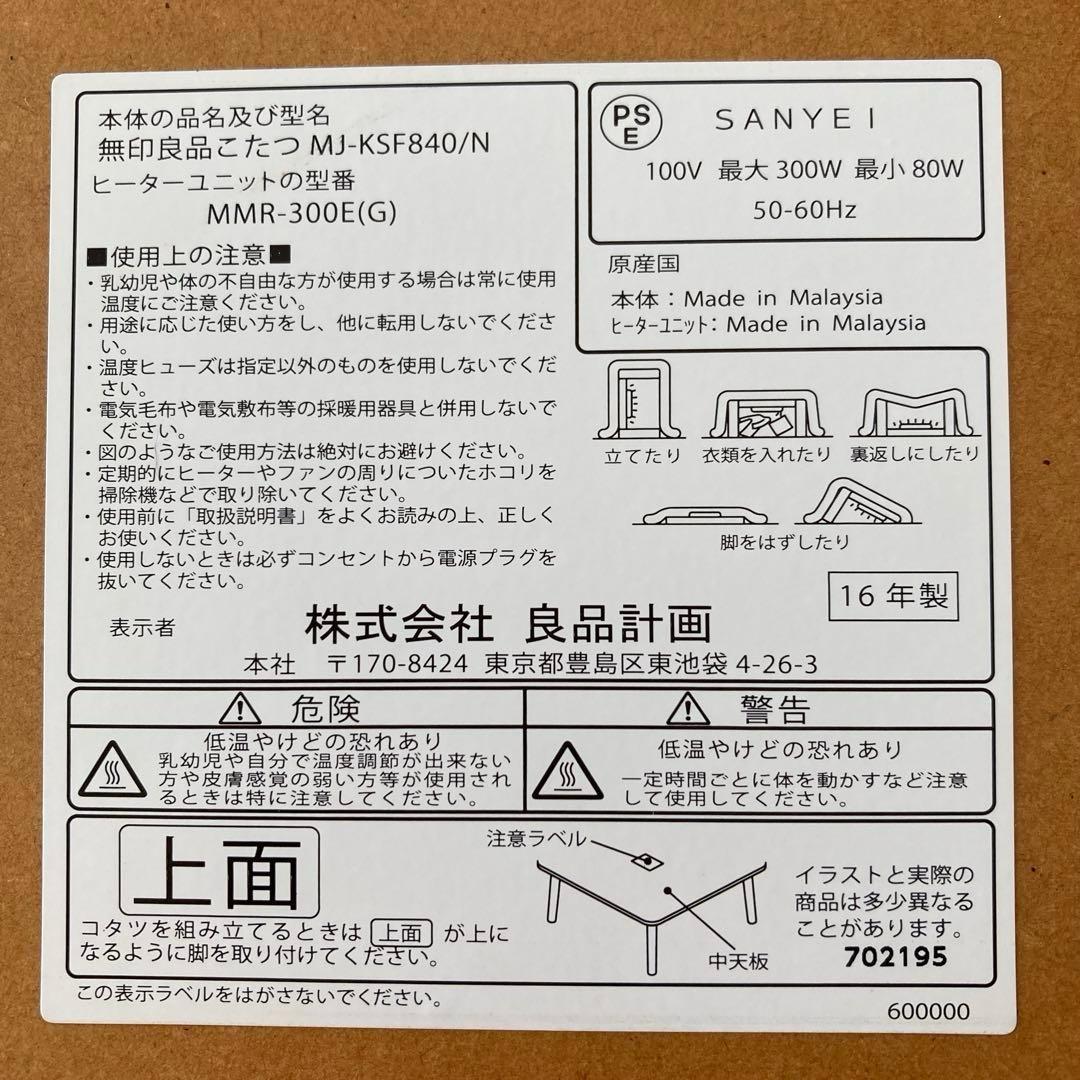 本体の品名及び型名
無印良品こたつ MJ-KSF840/N
ヒーターユニットの型番
MMR-300E(G)
■使用上の注意■
・乳幼児や体の不自由な方が使用する場合は常に使用
温度にご注意ください。
・用途に応じた使い方をし、他に転用しないでくださ
い。
・温度ヒューズは指定以外のものを使用しないでくだ
さい。
・電気毛布や電気敷布等の採暖用器具と併用しないで
ください。
・図のようなご使用方法は絶対にお避けください。
・定期的にヒーターやファンの周りについたホコリを
掃除機などで取り除いてください。
・使用前に「取扱説明書」をよくお読みの上、正しく
お使いください。
・使用しないときは必ずコンセントから電源プラグを
抜いてください。
PS
E
SANYEI
100V 最大 300W 最小 80W
50-60Hz
原産国
本体：Made in Malaysia
ﾋｰﾀｰﾕﾆｯﾄ: Made in Malaysia
立てたり 衣類を入れたり 裏返しにしたり
脚をはずしたり
16 年製
表示者 株式会社 良品計画
本社 〒170-8424 東京都豊島区東池袋 4-26-3
危険
低温やけどの恐れあり
乳幼児や自分で温度調節が出来ない
方や皮膚感覚の弱い方等が使用され
るときは特に注意してください。
警告
低温やけどの恐れあり
一定時間ごとに体を動かすなど注意
して使用してください。
上面
コタツを組み立てるときは 上面 が上に
なるように脚を取り付けてください。
注意ラベル
中天板
イラストと実際の
商品は多少異なる
ことがあります。
702195
この表示ラベルをはがさないでください。
600000